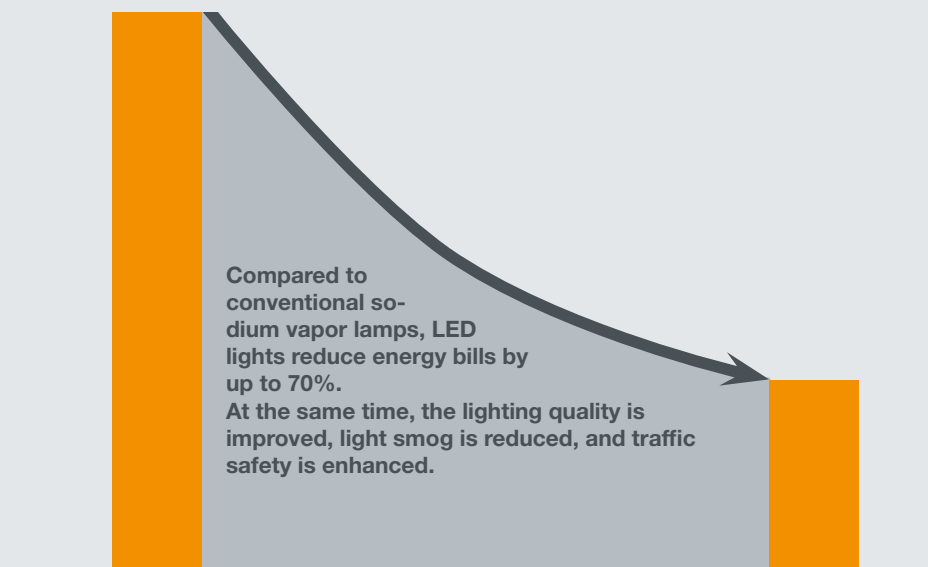 Compared to
conventional so-
dium vapor lamps, LED
lights reduce energy bills by
up to 70%.
At the same time, the lighting quality is
improved, light smog is reduced, and traffic
safety is enhanced.